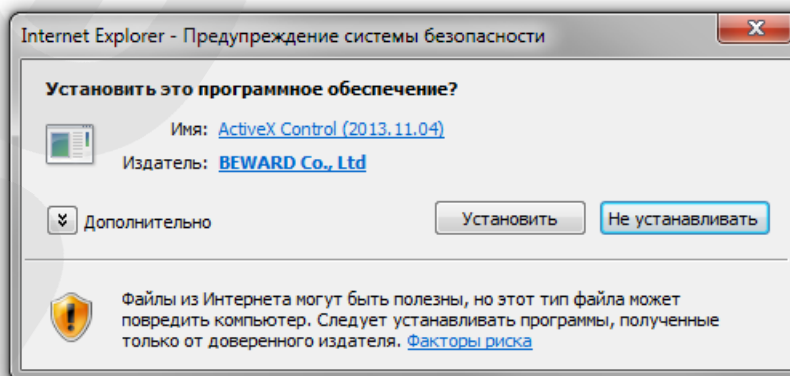 Internet Explorer - Предупреждение системы безопасности
Установить это программное обеспечение?
Имя: ActiveX Control (2013.11.04)
Издатель: BEWARD Co., Ltd
Дополнительно
Установить
Не устанавливать
Файлы из Интернета могут быть полезны, но этот тип файла может
повредить компьютер. Следует устанавливать программы, полученные
только от доверенного издателя. Факторы риска